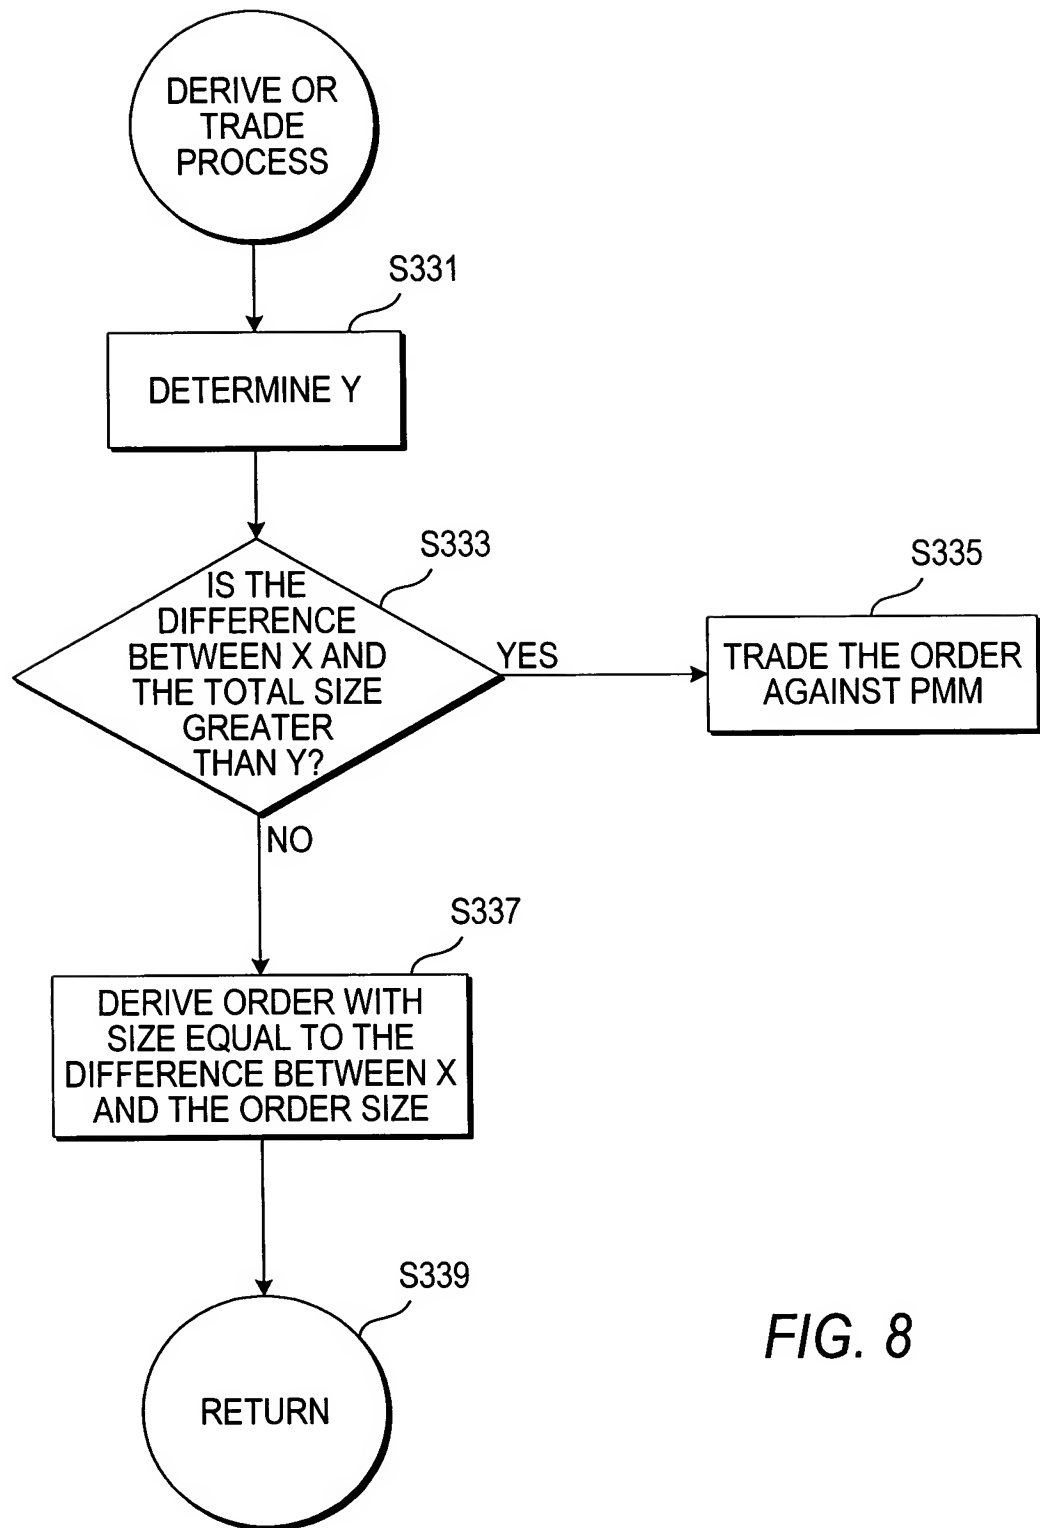 DERIVE OR
TRADE
PROCESS
S331
DETERMINE Y
S333
IS THE
DIFFERENCE
BETWEEN X AND
THE TOTAL SIZE
GREATER
THAN Y?
YES
S335
TRADE THE ORDER
AGAINST PMM
NO
S337
DERIVE ORDER WITH
SIZE EQUAL TO THE
DIFFERENCE BETWEEN X
AND THE ORDER SIZE
S339
RETURN
FIG. 8